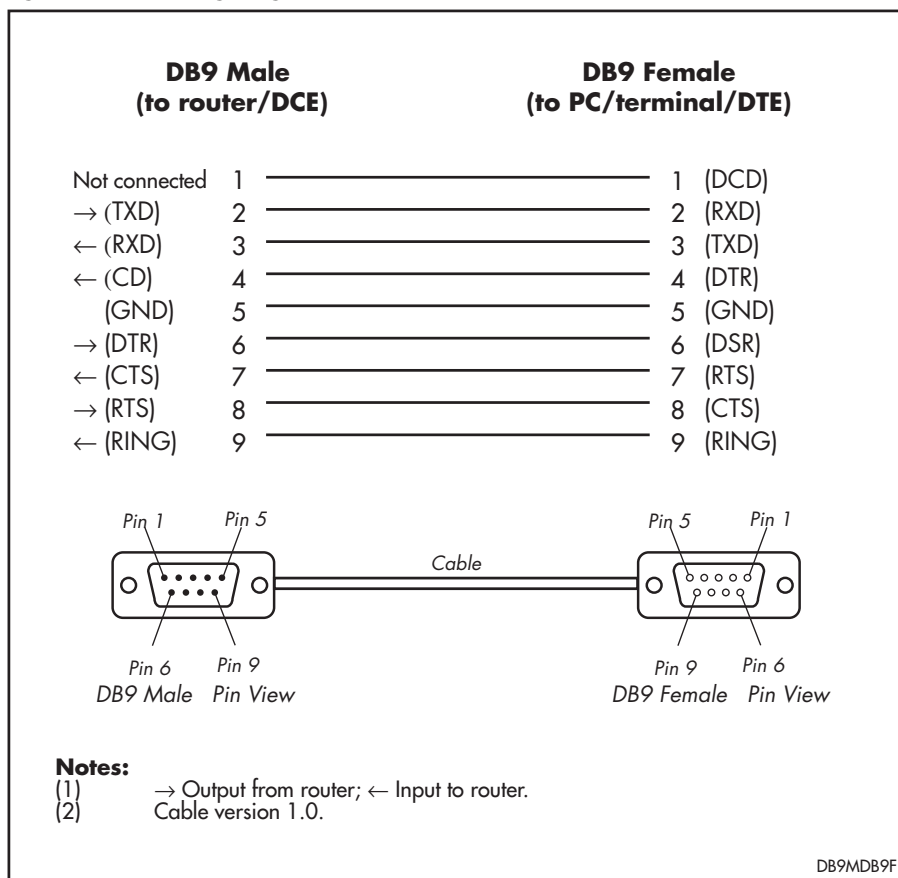 DB9 Male
(to router/DCE)
DB9 Female
(to PC/terminal/DTE)
Not connected 1 1 (DCD)
→ (TXD) 2 2 (RXD)
← (RXD) 3 3 (TXD)
← (CD) 4 4 (DTR)
(GND) 5 5 (GND)
→ (DTR) 6 6 (DSR)
← (CTS) 7 7 (RTS)
→ (RTS) 8 8 (CTS)
← (RING) 9 9 (RING)
Pin 1 Pin 5 Pin 5 Pin 1
Cable
Pin 6 Pin 9 Pin 9 Pin 6
DB9 Male Pin View DB9 Female Pin View
Notes:
(1) → Output from router; ← Input to router.
(2) Cable version 1.0.
DB9MDB9F